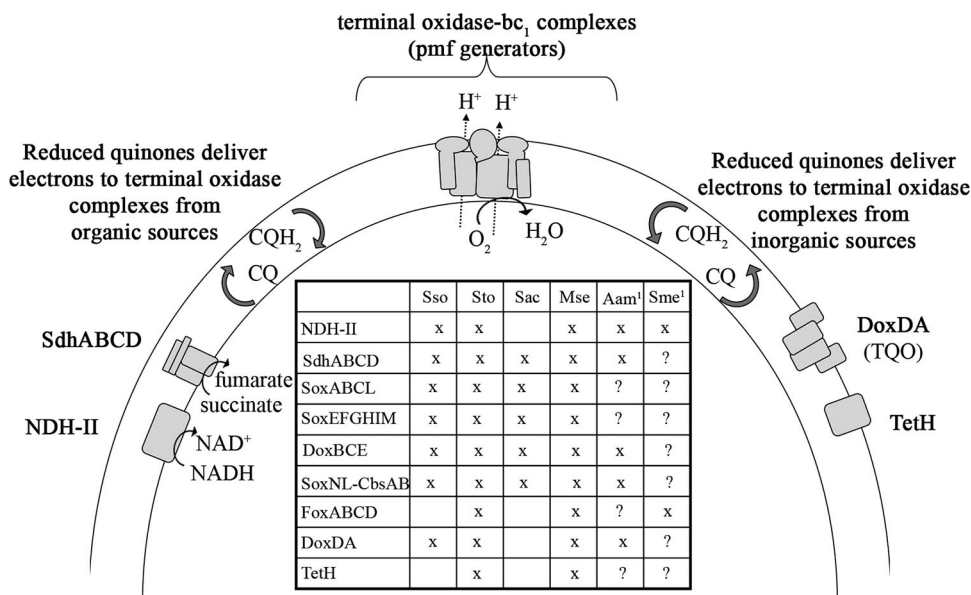 terminal oxidase-bc₁ complexes
(pmf generators)
H⁺ H⁺
Reduced quinones deliver
electrons to terminal oxidase
complexes from
organic sources
Reduced quinones deliver
electrons to terminal oxidase
complexes from
inorganic sources
O₂
H₂O
CQH₂
CQ
CQH₂
CQ
SdhABCD
fumarate
succinate
NDH-II
NAD⁺
NADH
DoxDA
(TQO)
TetH
Sso Sto Sac Mse Aam¹ Sme¹
NDH-II x x x x x
SdhABCD x x x x x ?
SoxABCL x x x x ? ?
SoxEFGHIM x x x x ? ?
DoxBCE x x x x x ?
SoxNL-CbsAB x x x x x ?
FoxABCD x x ? x
DoxDA x x x x ?
TetH x x ? ?